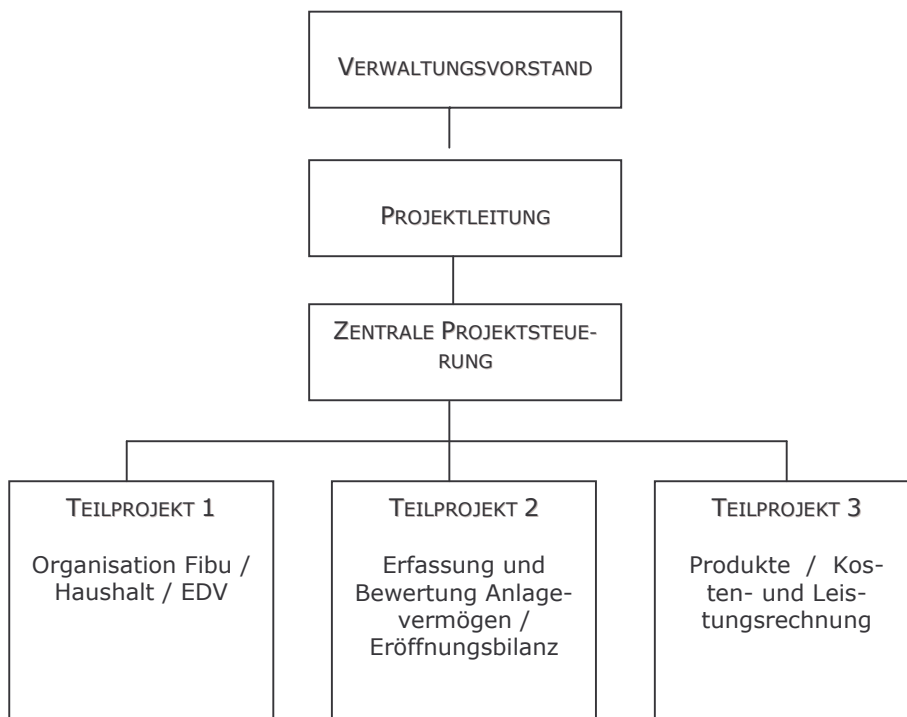 VERWALTUNGSVORSTAND
PROJEKTLEITUNG
ZENTRALE PROJEKTSTEUE-
RUNG
TEILPROJEKT 1
Organisation Fibu /
Haushalt / EDV
TEILPROJEKT 2
Erfassung und
Bewertung Anlage-
vermögen /
Eröffnungsbilanz
TEILPROJEKT 3
Produkte / Kos-
ten- und Leis-
tungsrechnung